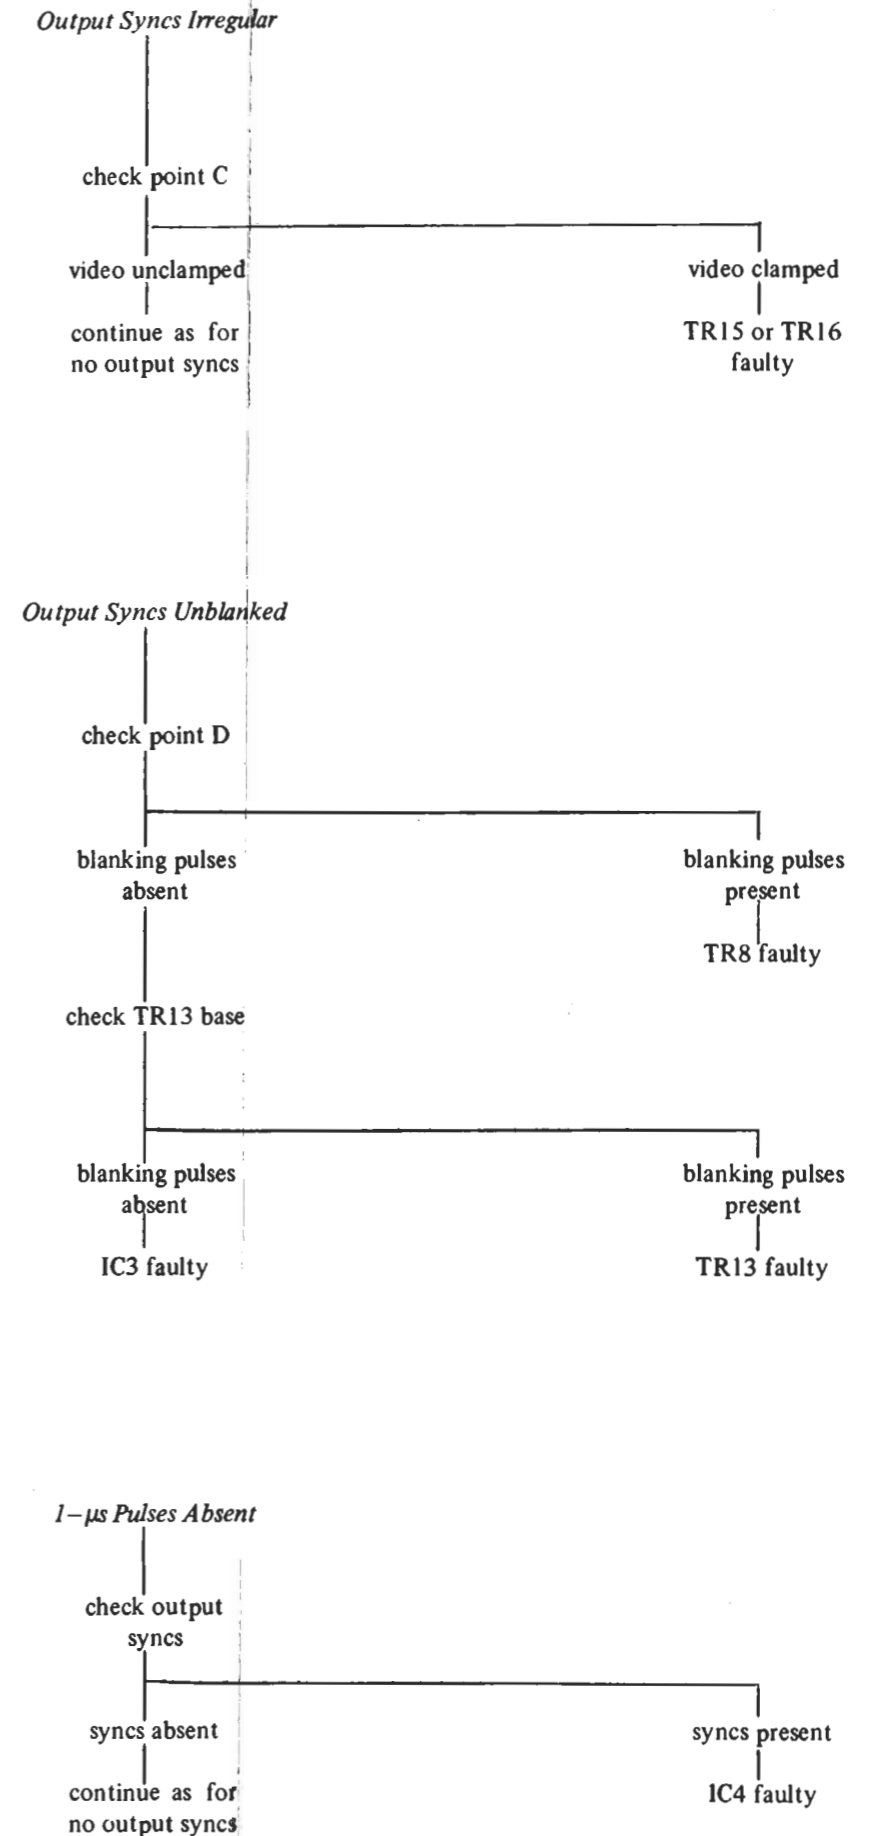 Output Syncs Irregular
check point C
video unclamped
video clamped
continue as for
no output syncs
TR15 or TR16
faulty
Output Syncs Unblanked
check point D
blanking pulses
absent
blanking pulses
present
TR8 faulty
check TR13 base
blanking pulses
absent
blanking pulses
present
IC3 faulty
TR13 faulty
1–μs Pulses Absent
check output
syncs
syncs absent
syncs present
continue as for
no output syncs
IC4 faulty